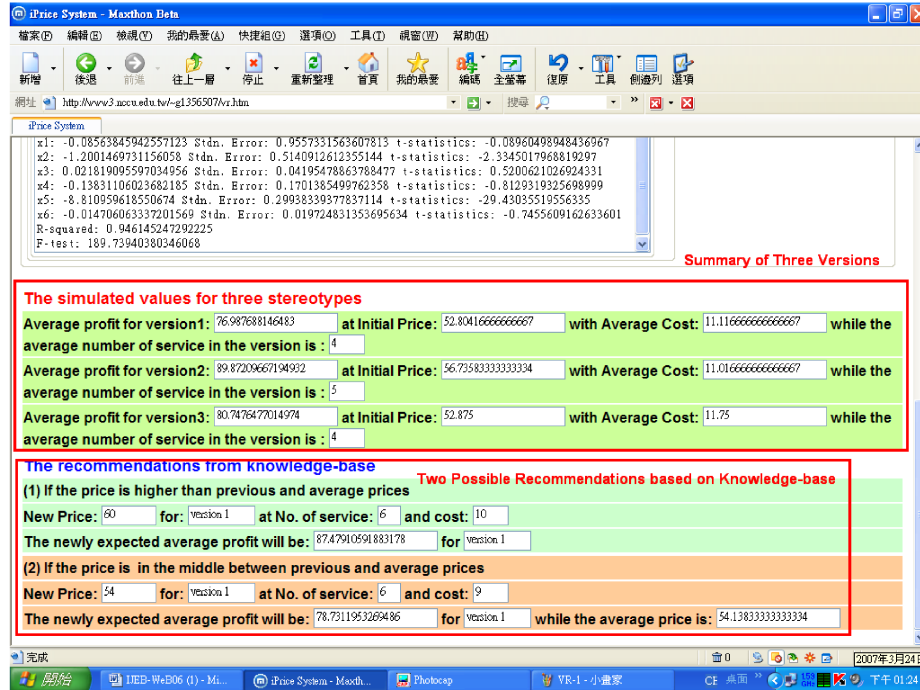 iPrice System - Maxthon Beta
檔案(F) 編輯(E) 檢視(V) 我的最愛(A) 快捷組(G) 選項(O) 工具(T) 視窗(W) 幫助(H)
新增 後退 前進 往上一層 停止 重新整理 首頁 我的最愛 編碼 主螢幕 復原 工具 側邊列 選項
網址 http://www3.nccu.edu.tw/~g1356507/vr.htm 搜尋
iPrice System
x1: -0.08563845942557123 Stdn. Error: 0.9557331563607813 t-statistics: -0.08960498948436967
x2: -1.2001469731156058 Stdn. Error: 0.5140912612355144 t-statistics: -2.3345017968819297
x3: 0.021819095597034956 Stdn. Error: 0.04195478863788477 t-statistics: 0.5200621026924331
x4: -0.13831106023682185 Stdn. Error: 0.1701385499762358 t-statistics: -0.8129319325698999
x5: -8.810959618550674 Stdn. Error: 0.29938339377837114 t-statistics: -29.43035519556335
x6: -0.014706063337201569 Stdn. Error: 0.019724831353695634 t-statistics: -0.7455609162633601
R-squared: 0.946145247292225
F-test: 189.73940380346068
Summary of Three Versions
The simulated values for three stereotypes
Average profit for version1: 76.987688146483 at Initial Price: 52.80416666666667 with Average Cost: 11.11666666666667 while the
average number of service in the version is : 4
Average profit for version2: 89.87209667194932 at Initial Price: 56.73583333333334 with Average Cost: 11.01666666666667 while the
average number of service in the version is : 5
Average profit for version3: 80.7476477014974 at Initial Price: 52.875 with Average Cost: 11.75 while the
average number of service in the version is : 4
The recommendations from knowledge-base
Two Possible Recommendations based on Knowledge-base
(1) If the price is higher than previous and average prices
New Price: 60 for: version 1 at No. of service: 6 and cost: 10
The newly expected average profit will be: 87.47910591883178 for version 1
(2) If the price is in the middle between previous and average prices
New Price: 54 for: version 1 at No. of service: 6 and cost: 9
The newly expected average profit will be: 78.7311953269486 for version 1 while the average price is: 54.13833333333334
完成 0 2007年3月24日
開始 IJEB-WeB06 (1) - Mi... iPrice System - Maxth... Photocap VR-1 - 小畫家 CH 桌面 下午 01:24